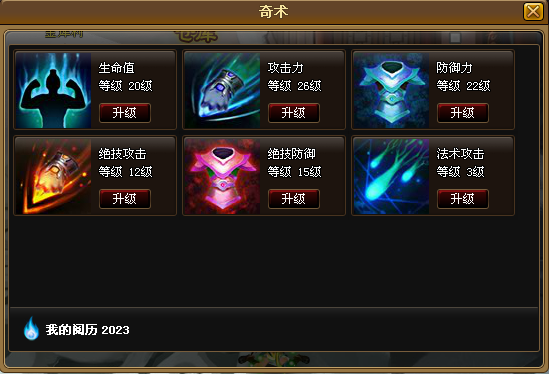 奇术
仓库
生命值
等级 20级
升级
攻击力
等级 26级
升级
防御力
等级 22级
升级
绝技攻击
等级 12级
升级
绝技防御
等级 15级
升级
法术攻击
等级 3级
升级
我的阅历 2023